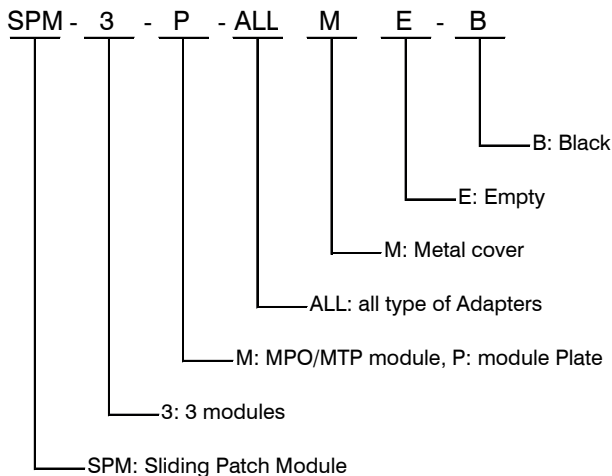 SPM - 3 - P - ALL M E - B
B: Black
E: Empty
M: Metal cover
ALL: all type of Adapters
M: MPO/MTP module, P: module Plate
3: 3 modules
SPM: Sliding Patch Module